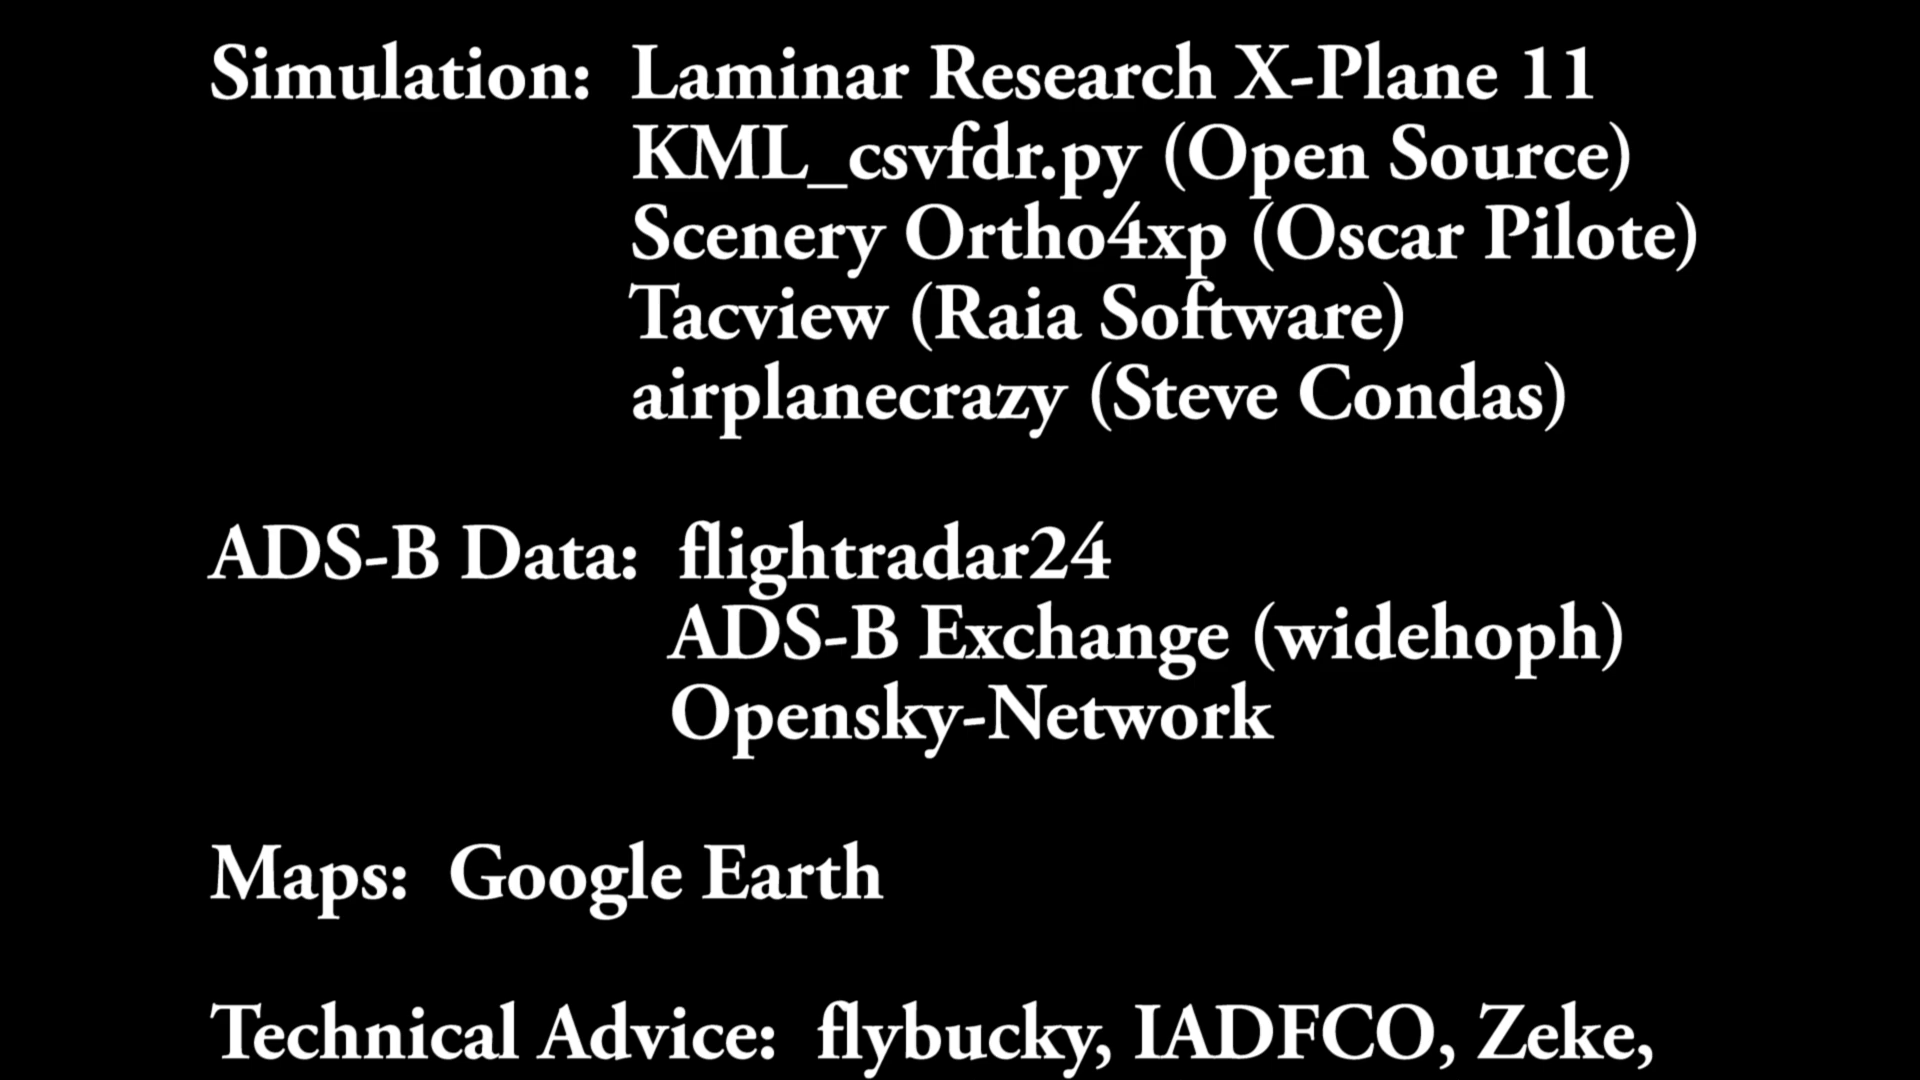 Simulation: Laminar Research X-Plane 11
KML_csvfdr.py (Open Source)
Scenery Ortho4xp (Oscar Pilote)
Tacview (Raia Software)
airplanecrazy (Steve Condas)
ADS-B Data: flightradar24
ADS-B Exchange (widehoph)
Opensky-Network
Maps: Google Earth
Technical Advice: flybucky, IADFCO, Zeke,